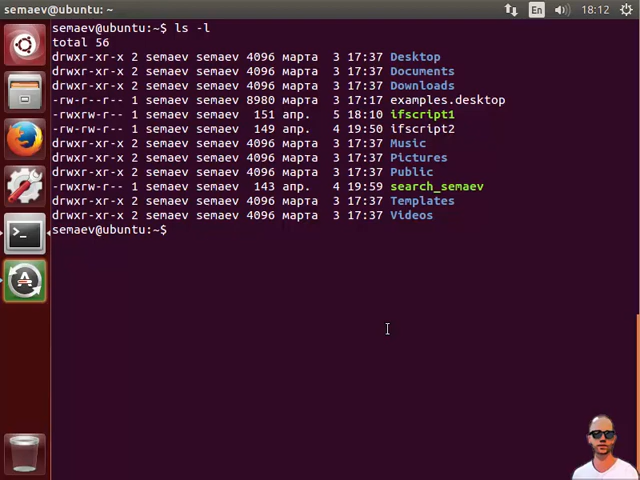 semaev@ubuntu: ~
En
18:12
semaev@ubuntu:~$ ls -l
total 56
drwxr-xr-x 2 semaev semaev 4096 марта  3 17:37 Desktop
drwxr-xr-x 2 semaev semaev 4096 марта  3 17:37 Documents
drwxr-xr-x 2 semaev semaev 4096 марта  3 17:37 Downloads
-rw-r--r-- 1 semaev semaev 8980 марта  3 17:17 examples.desktop
-rwxrw-r-- 1 semaev semaev  151 апр.   5 18:10 ifscript1
-rw-rw-r-- 1 semaev semaev  149 апр.   4 19:50 ifscript2
drwxr-xr-x 2 semaev semaev 4096 марта  3 17:37 Music
drwxr-xr-x 2 semaev semaev 4096 марта  3 17:37 Pictures
drwxr-xr-x 2 semaev semaev 4096 марта  3 17:37 Public
-rwxrw-r-- 1 semaev semaev  143 апр.   4 19:59 search_semaev
drwxr-xr-x 2 semaev semaev 4096 марта  3 17:37 Templates
drwxr-xr-x 2 semaev semaev 4096 марта  3 17:37 Videos
semaev@ubuntu:~$